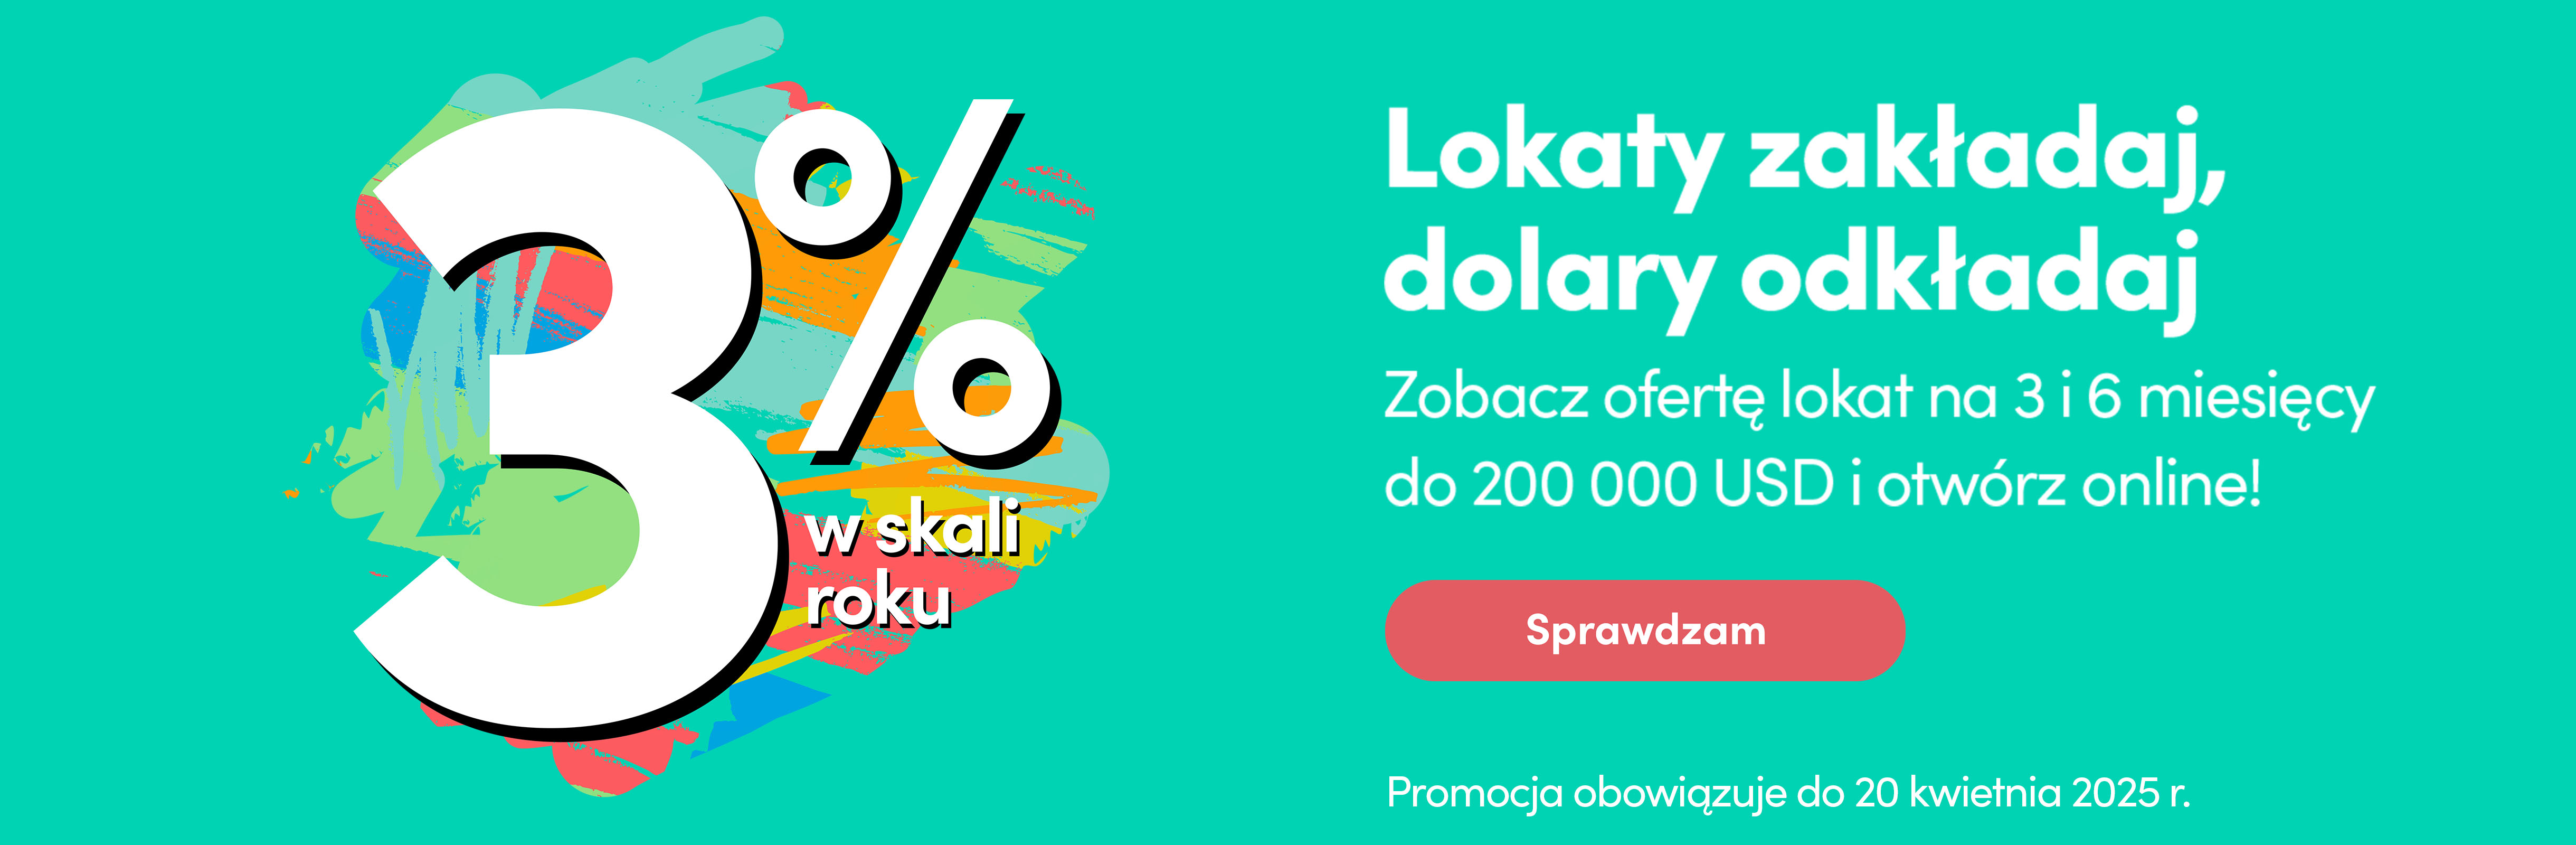 3%
w skali
roku
Lokaty zakładaj,
dolary odkładaj
Zobacz ofertę lokat na 3 i 6 miesięcy
do 200 000 USD i otwórz online!
Sprawdzam
Promocja obowiązuje do 20 kwietnia 2025 r.